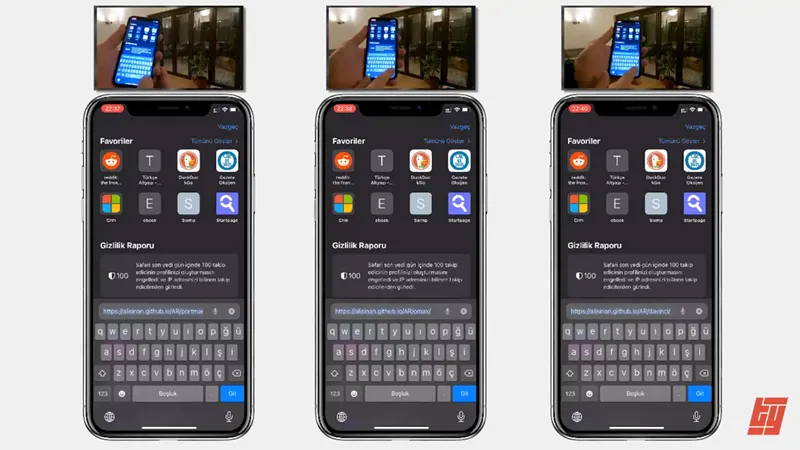 22:37
Vazgeç
Favoriler
Tümünü Göster >
reddit: the fron...
Türkçe Altyazı -...
DuckDuckGo
Gazete Oksijen
Crm
ebook
Swmp
Startpage
Gizlilik Raporu
100
Safari son yedi gün içinde 100 takip
edicinin profilinizi oluşturmasını
engelledi ve IP adresinizi bilinen takip
edicilerden gizledi.
https://alisinan.github.io/AR/portmai
q w e r t y u ı o p ğ ü
a s d f g h j k l ş i
z x c v b n m ö ç
123
Boşluk
.
Git
22:38
Vazgeç
Favoriler
Tümünü Göster >
reddit: the fron...
Türkçe Altyazı -...
DuckDuckGo
Gazete Oksijen
Crm
ebook
Swmp
Startpage
Gizlilik Raporu
100
Safari son yedi gün içinde 100 takip
edicinin profilinizi oluşturmasını
engelledi ve IP adresinizi bilinen takip
edicilerden gizledi.
https://alisinan.github.io/AR/omax/
q w e r t y u ı o p ğ ü
a s d f g h j k l ş i
z x c v b n m ö ç
123
Boşluk
.
Git
22:40
Vazgeç
Favoriler
Tümünü Göster >
reddit: the fron...
Türkçe Altyazı -...
DuckDuckGo
Gazete Oksijen
Crm
ebook
Swmp
Startpage
Gizlilik Raporu
100
Safari son yedi gün içinde 100 takip
edicinin profilinizi oluşturmasını
engelledi ve IP adresinizi bilinen takip
edicilerden gizledi.
https://alisinan.github.io/AR/davinci/
q w e r t y u ı o p ğ ü
a s d f g h j k l ş i
z x c v b n m ö ç
123
Boşluk
.
Git